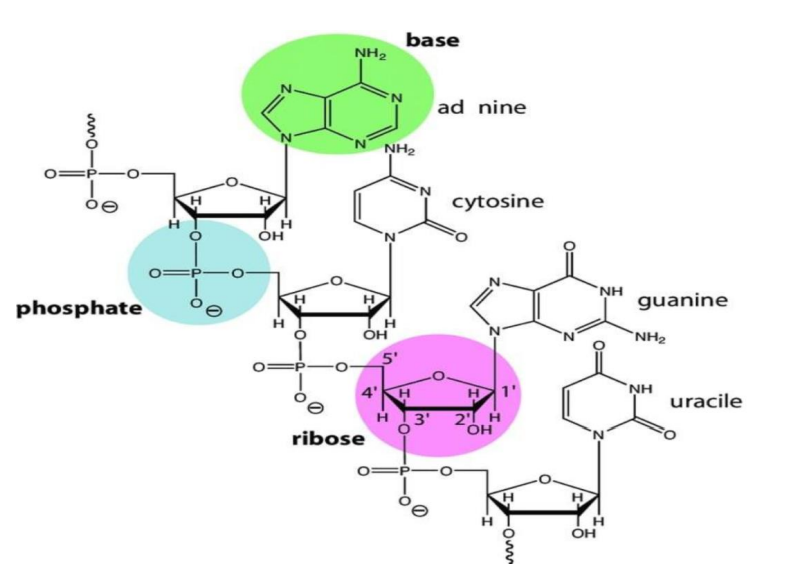 base
NH₂
N
N
ad nine
N
N
O
NH₂
O=P—O
O
N
cytosine
O⊖
H
H
H
H
O
OH
N
O
O
O=P—O
O
N
NH
guanine
phosphate
O⊖
H
H
H
H
N
N
NH₂
O
OH
O
5'
O=P—O
O
NH
uracile
4'
H
H
1'
O⊖
H
3'
2'
H
ribose
O
OH
N
O
O=P—O
O
O⊖
H
H
H
H
O
OH